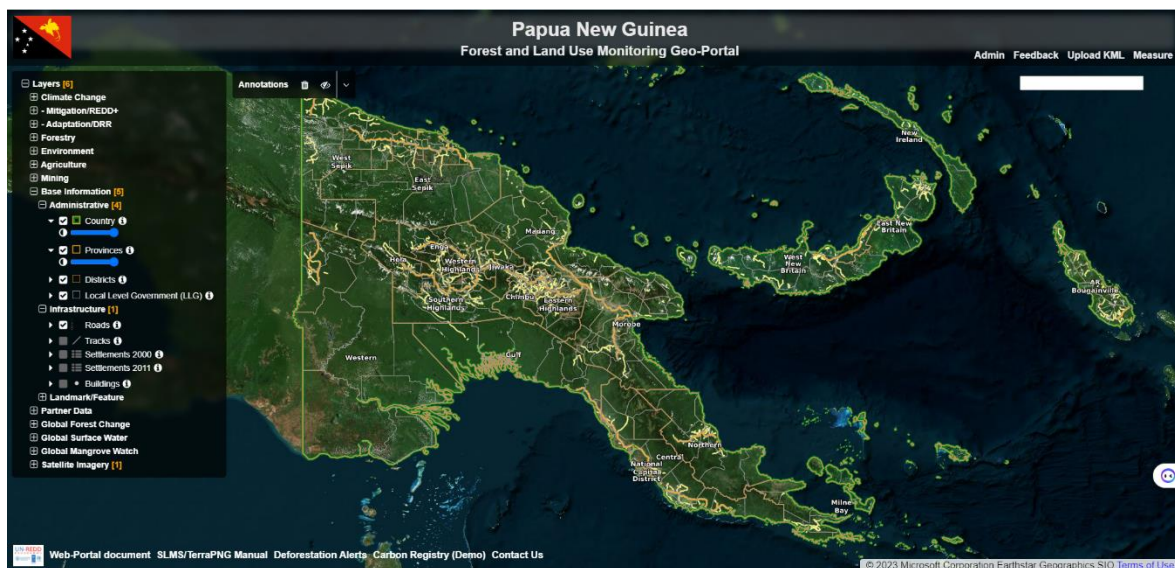 Papua New Guinea
Forest and Land Use Monitoring Geo-Portal
Admin Feedback Upload KML Measure
Layers [6]
Climate Change
- Mitigation/REDD+
- Adaptation/DRR
Forestry
Environment
Agriculture
Mining
Base Information [5]
Administrative [4]
Country
Provinces
Districts
Local Level Government (LLG)
Infrastructure [1]
Roads
Tracks
Settlements 2000
Settlements 2011
Buildings
Landmark/Feature
Partner Data
Global Forest Change
Global Surface Water
Global Mangrove Watch
Satellite Imagery [1]
Annotations
New
Ireland
West
Sepik
East
Sepik
Madang
East New
Britain
West
New
Britain
Enga
Hela
Western
Highlands
Jiwaka
Southern
Highlands
Chimbu
Eastern
Highlands
AR
Bougainville
Morobe
Western
Gulf
Northern
Central
National
Capital
District
Milne
Bay
UN-REDD
Web-Portal document SLMS/TerraPNG Manual Deforestation Alerts Carbon Registry (Demo) Contact Us
© 2023 Microsoft Corporation Earthstar Geographics SIO Terms of Use